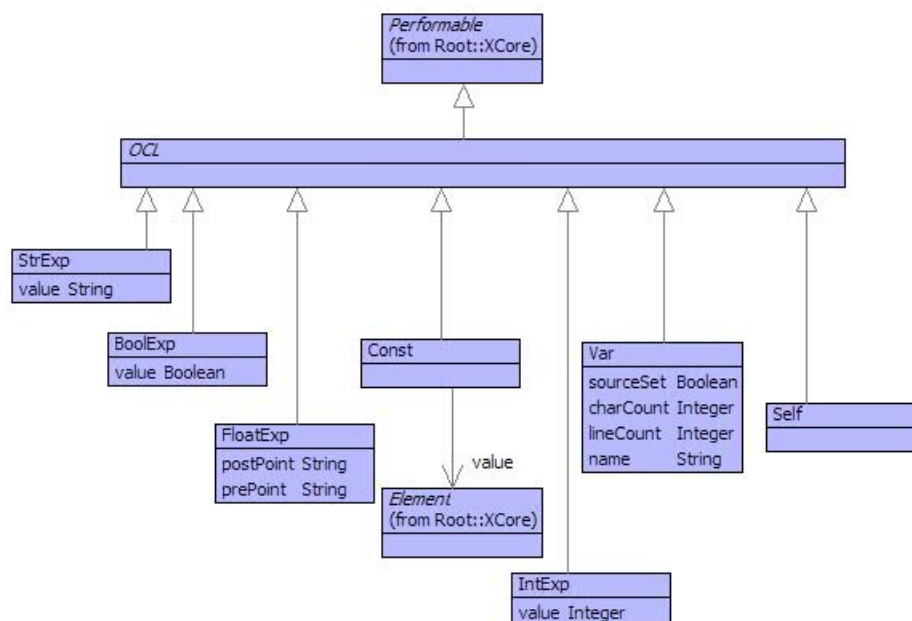 Performable
(from Root::XCore)
OCL
StrExp
value String
BoolExp
value Boolean
FloatExp
postPoint String
prePoint String
Const
value
Element
(from Root::XCore)
IntExp
value Integer
Var
sourceSet Boolean
charCount Integer
lineCount Integer
name String
Self